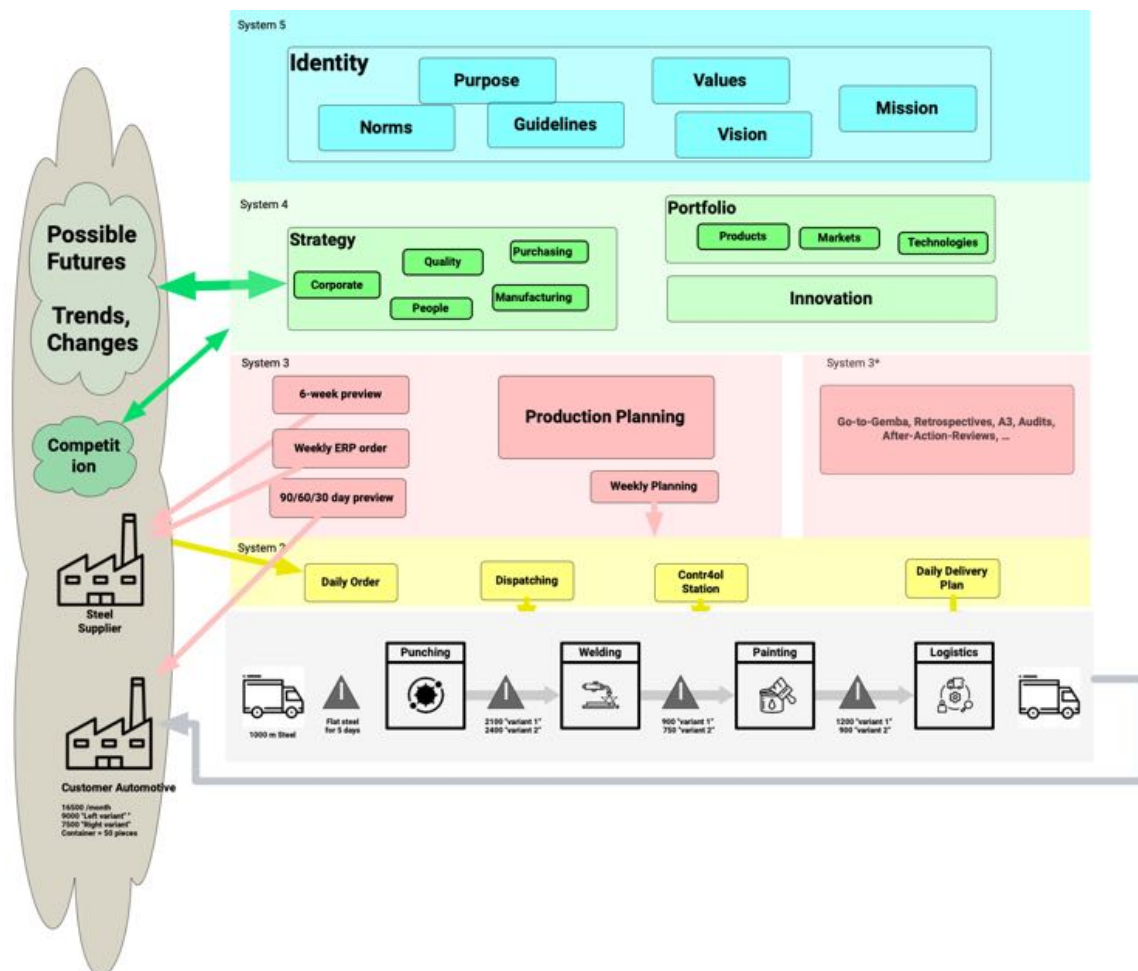 System 5
Identity
Purpose
Values
Mission
Norms
Guidelines
Vision
System 4
Portfolio
Products
Markets
Technologies
Strategy
Purchasing
Quality
Corporate
Manufacturing
People
Innovation
Possible
Futures
Trends,
Changes
Competit
ion
System 3
6-week preview
Production Planning
Weekly ERP order
Weekly Planning
90/60/30 day preview
System 3*
Go-to-Gemba, Retrospectives, A3, Audits,
After-Action-Reviews, ...
System 2
Daily Order
Dispatching
Contr4ol
Station
Daily Delivery
Plan
Steel
Supplier
Punching
Welding
Painting
Logistics
1000 m Steel
Flat steel
for 5 days
2100 "variant 1"
2400 "variant 2"
900 "variant 1"
750 "variant 2"
1200 "variant 1"
900 "variant 2"
Customer Automotive
16500 /month
9000 "Left variant" "
7500 "Right variant"
Container = 50 pieces